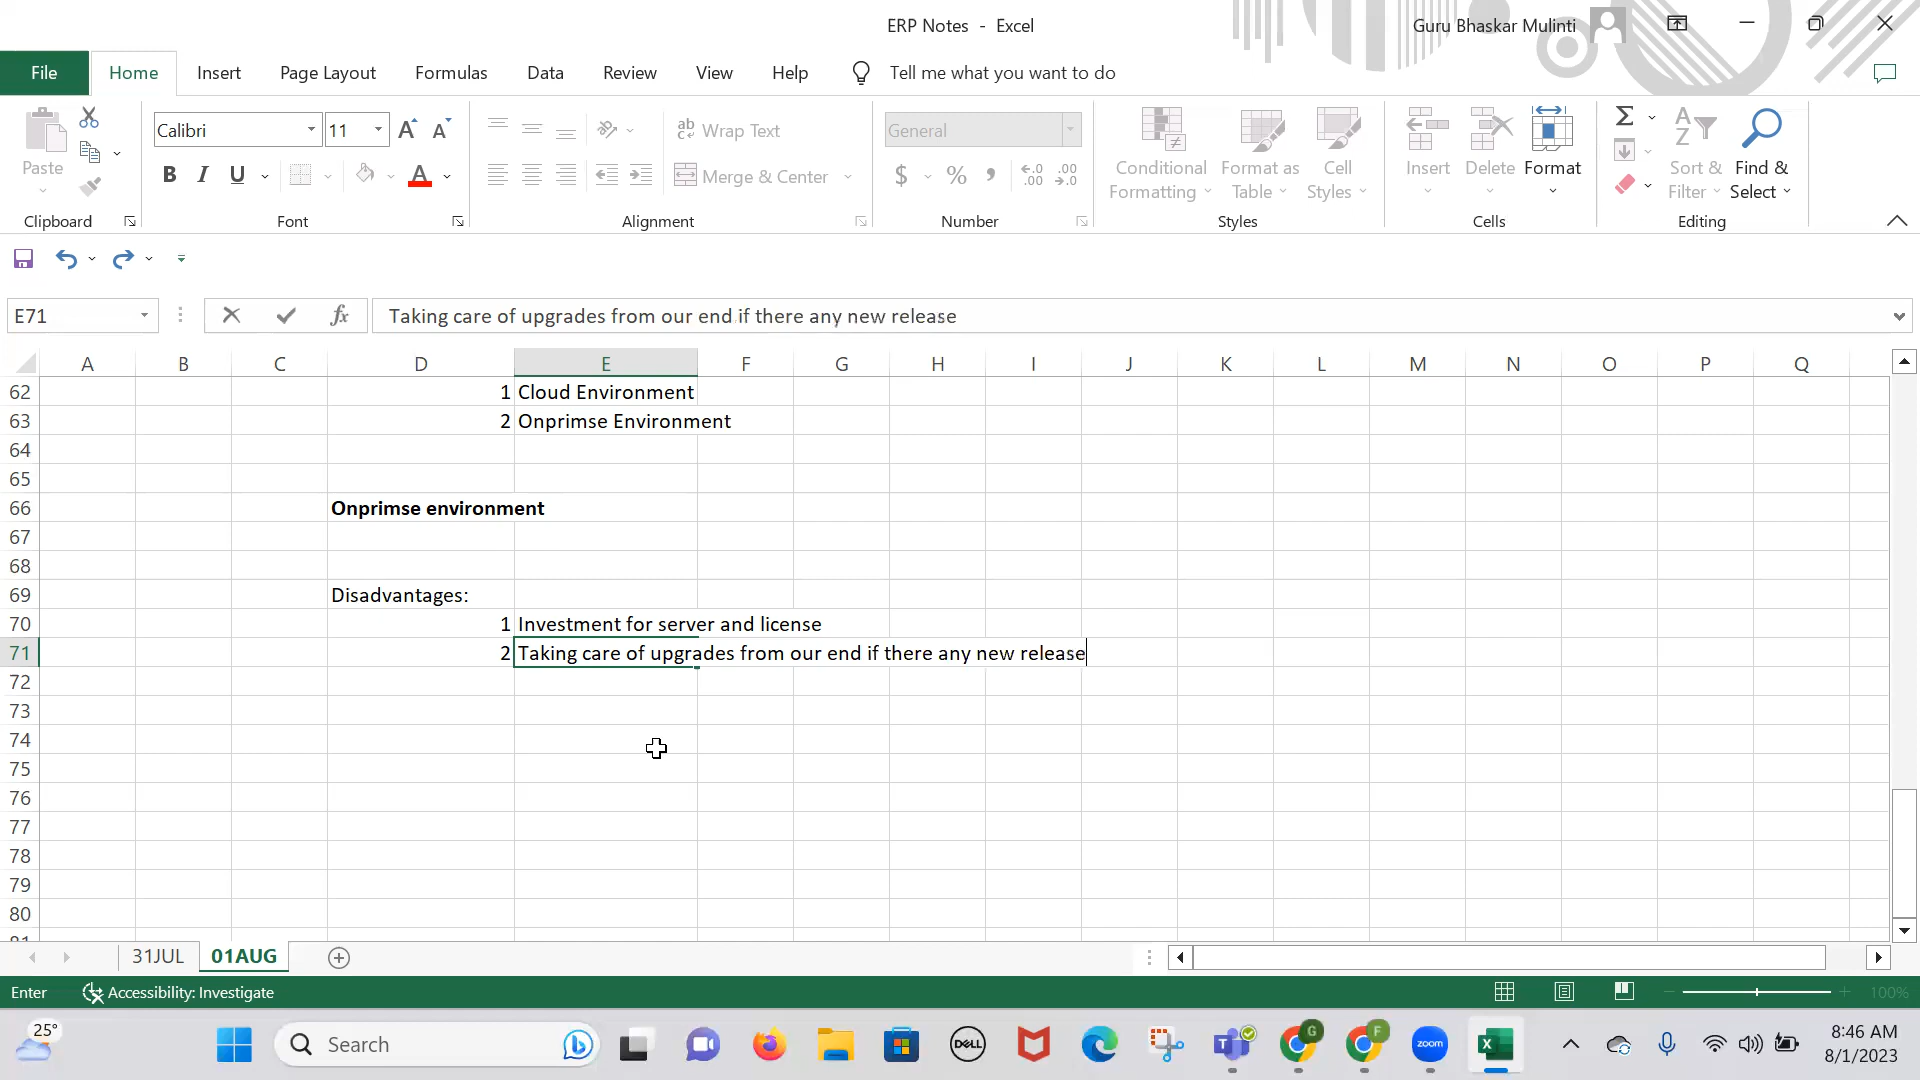 ERP Notes - Excel
Guru Bhaskar Mulinti
File Home Insert Page Layout Formulas Data Review View Help Tell me what you want to do
Calibri 11 ab Wrap Text General
Paste B I U A Merge & Center $ % Conditional Formatting Format as Table Cell Styles Insert Delete Format Sort & Filter Find & Select
Clipboard Font Alignment Number Styles Cells Editing
E71 fx Taking care of upgrades from our end if there any new release
A B C D E F G H I J K L M N O P Q
62 1 Cloud Environment
63 2 Onprimse Environment
64
65
66 Onprimse environment
67
68
69 Disadvantages:
70 1 Investment for server and license
71 2 Taking care of upgrades from our end if there any new release
72
73
74
75
76
77
78
79
80
81
31JUL 01AUG
Enter Accessibility: Investigate 100%
25° Search DELL T G F zoom X 8:46 AM
8/1/2023